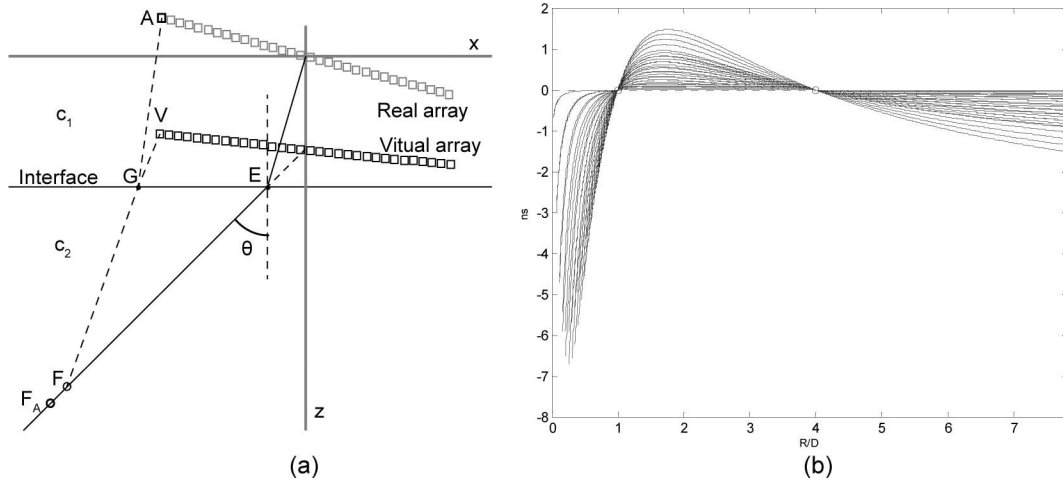 A
x
Real array
c1
V
Vitual array
Interface
G
E
c2
θ
F
FA
z
(a)
2
1
0
-1
-2
-3
-4
-5
-6
-7
-8
ns
0 1 2 3 4 5 6 7
R/D
(b)